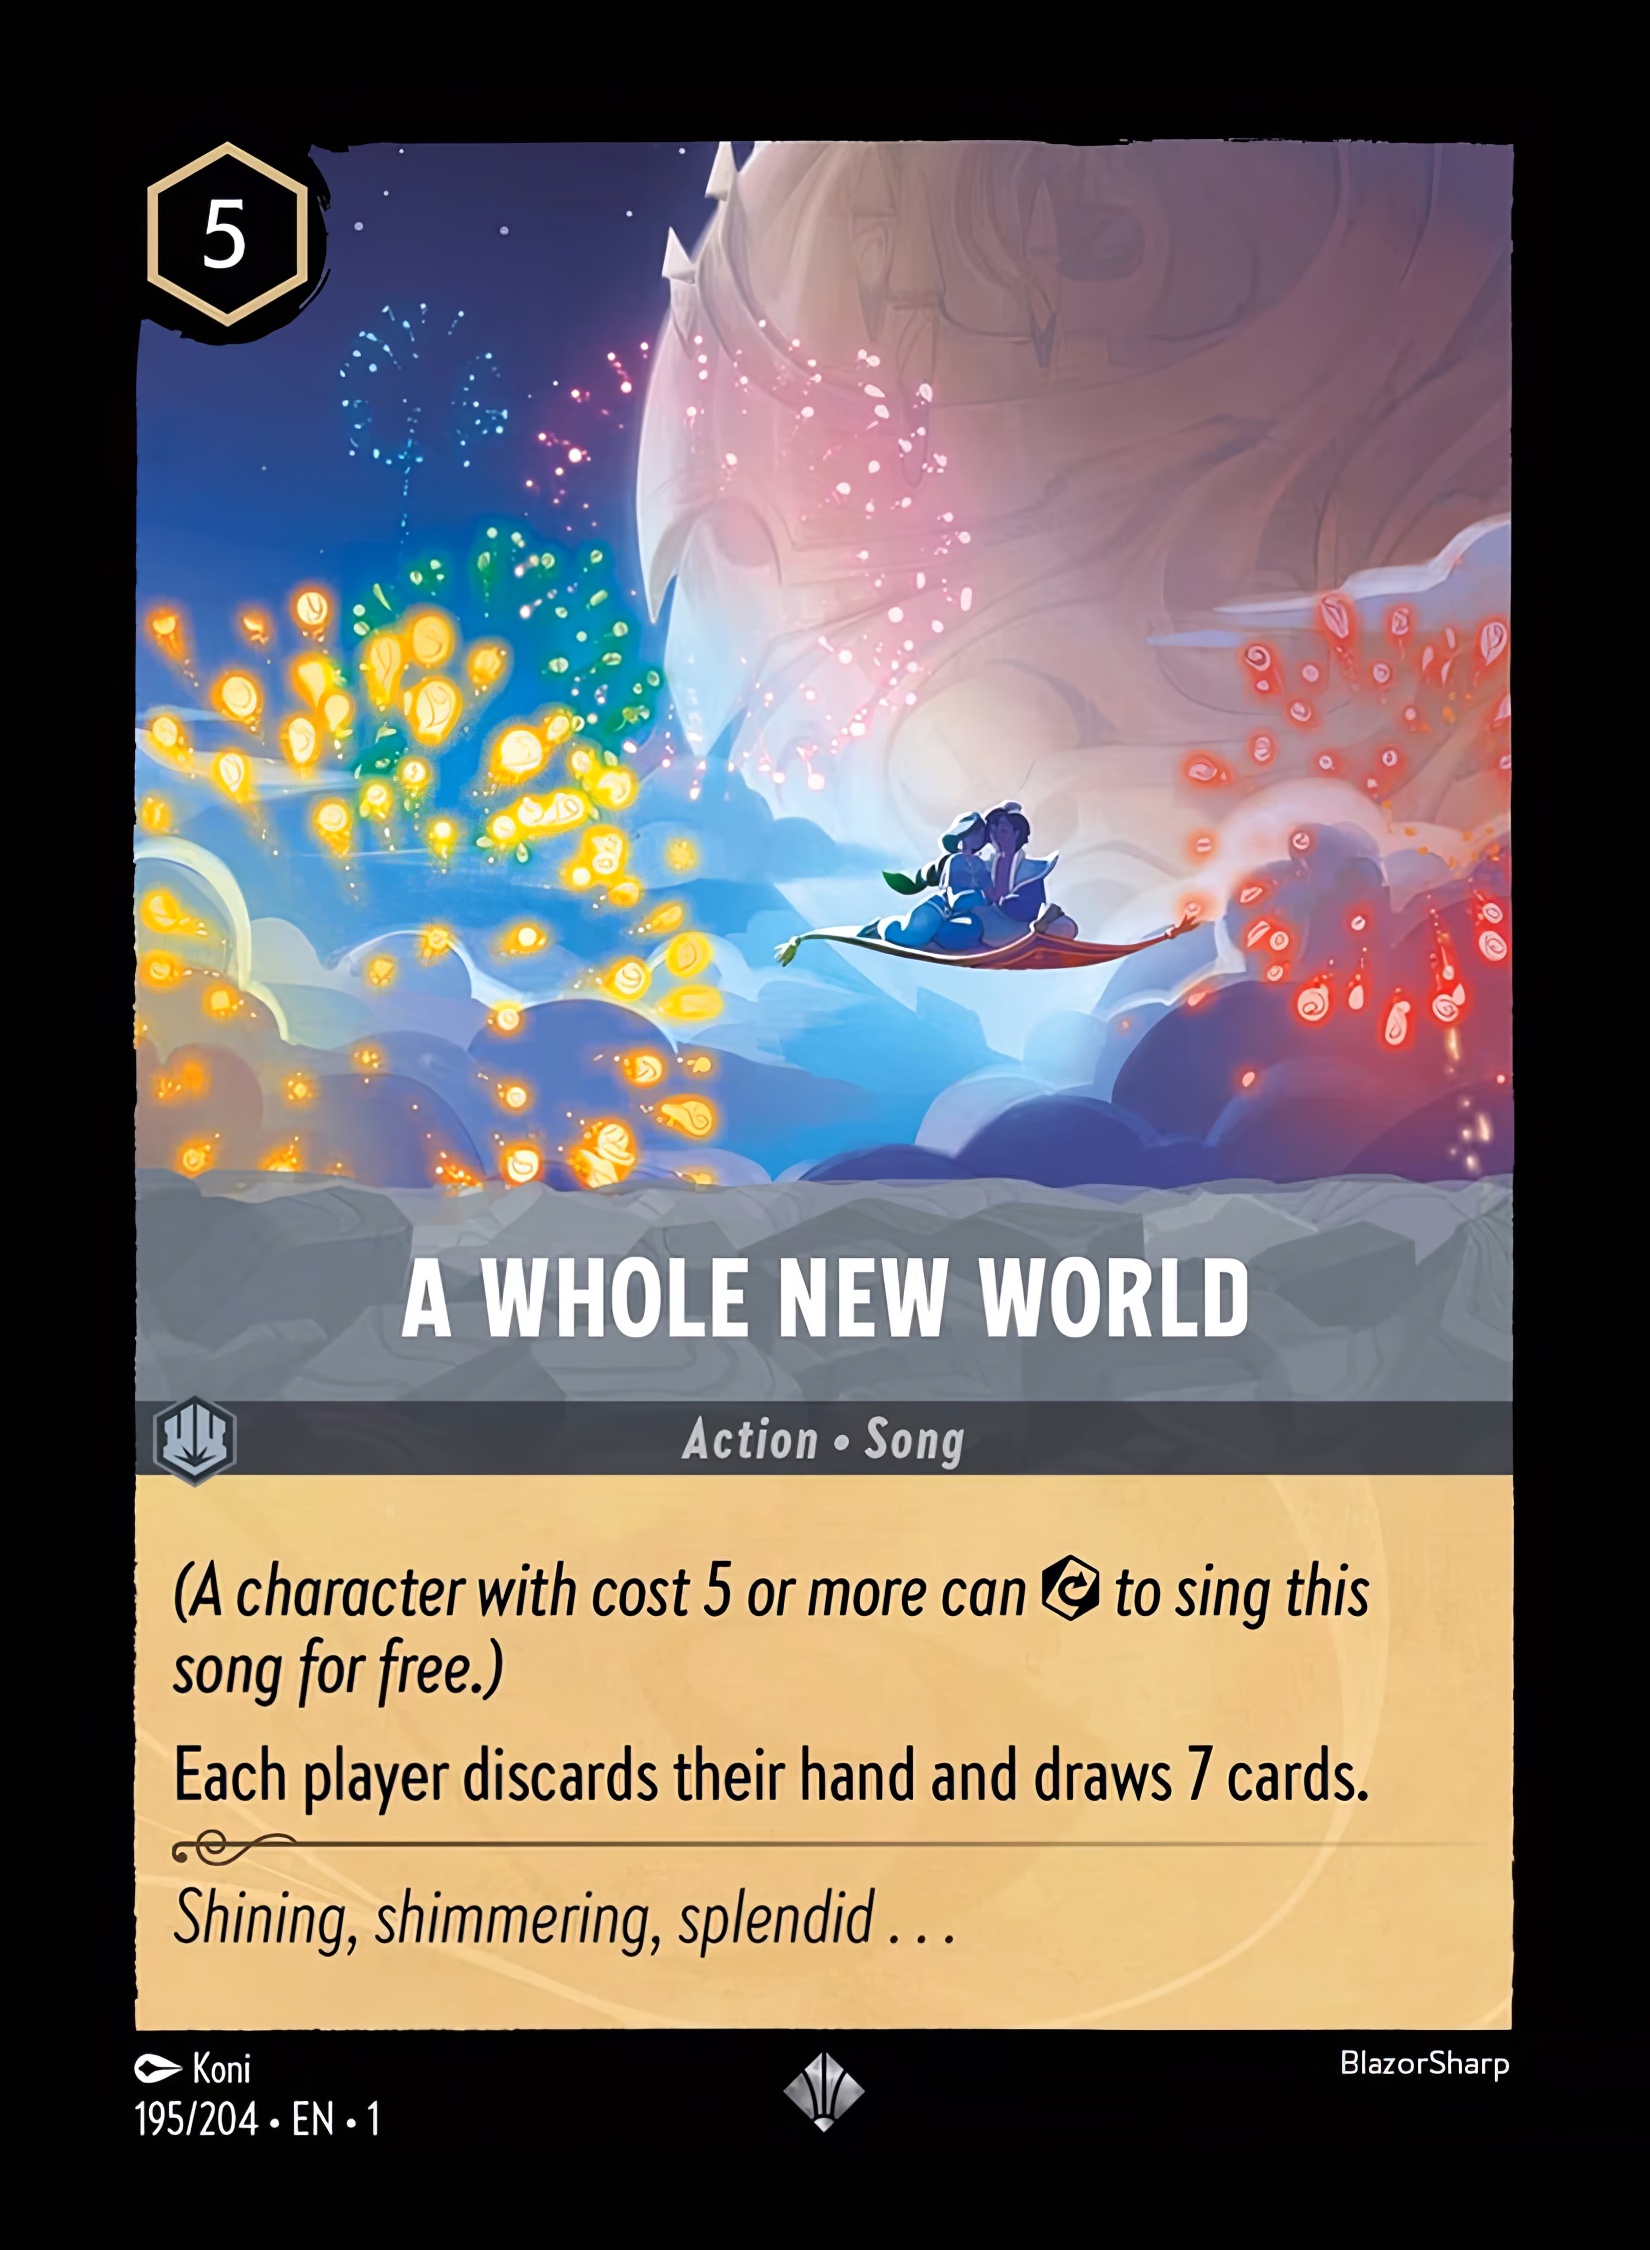 5
A WHOLE NEW WORLD
Action • Song
(A character with cost 5 or more can to sing this
song for free.)
Each player discards their hand and draws 7 cards.
Shining, shimmering, splendid . . .
Koni
BlazorSharp
195/204 • EN • 1